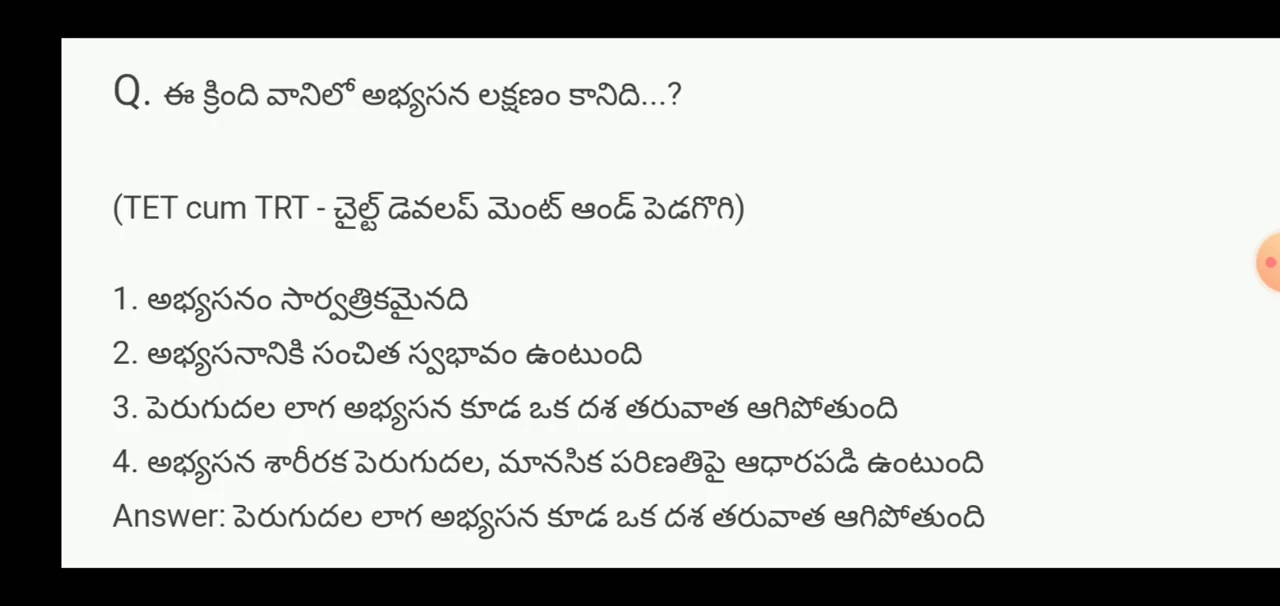 Q. ఈ క్రింది వానిలో అభ్యసన లక్షణం కానిది...?
(TET cum TRT - చైల్ట్ డెవలప్ మెంట్ ఆండ్ పెడగొగి)
1. అభ్యసనం సార్వత్రికమైనది
2. అభ్యసనానికి సంచిత స్వభావం ఉంటుంది
3. పెరుగుదల లాగ అభ్యసన కూడ ఒక దశ తరువాత ఆగిపోతుంది
4. అభ్యసన శారీరక పెరుగుదల, మానసిక పరిణతిపై ఆధారపడి ఉంటుంది
Answer: పెరుగుదల లాగ అభ్యసన కూడ ఒక దశ తరువాత ఆగిపోతుంది